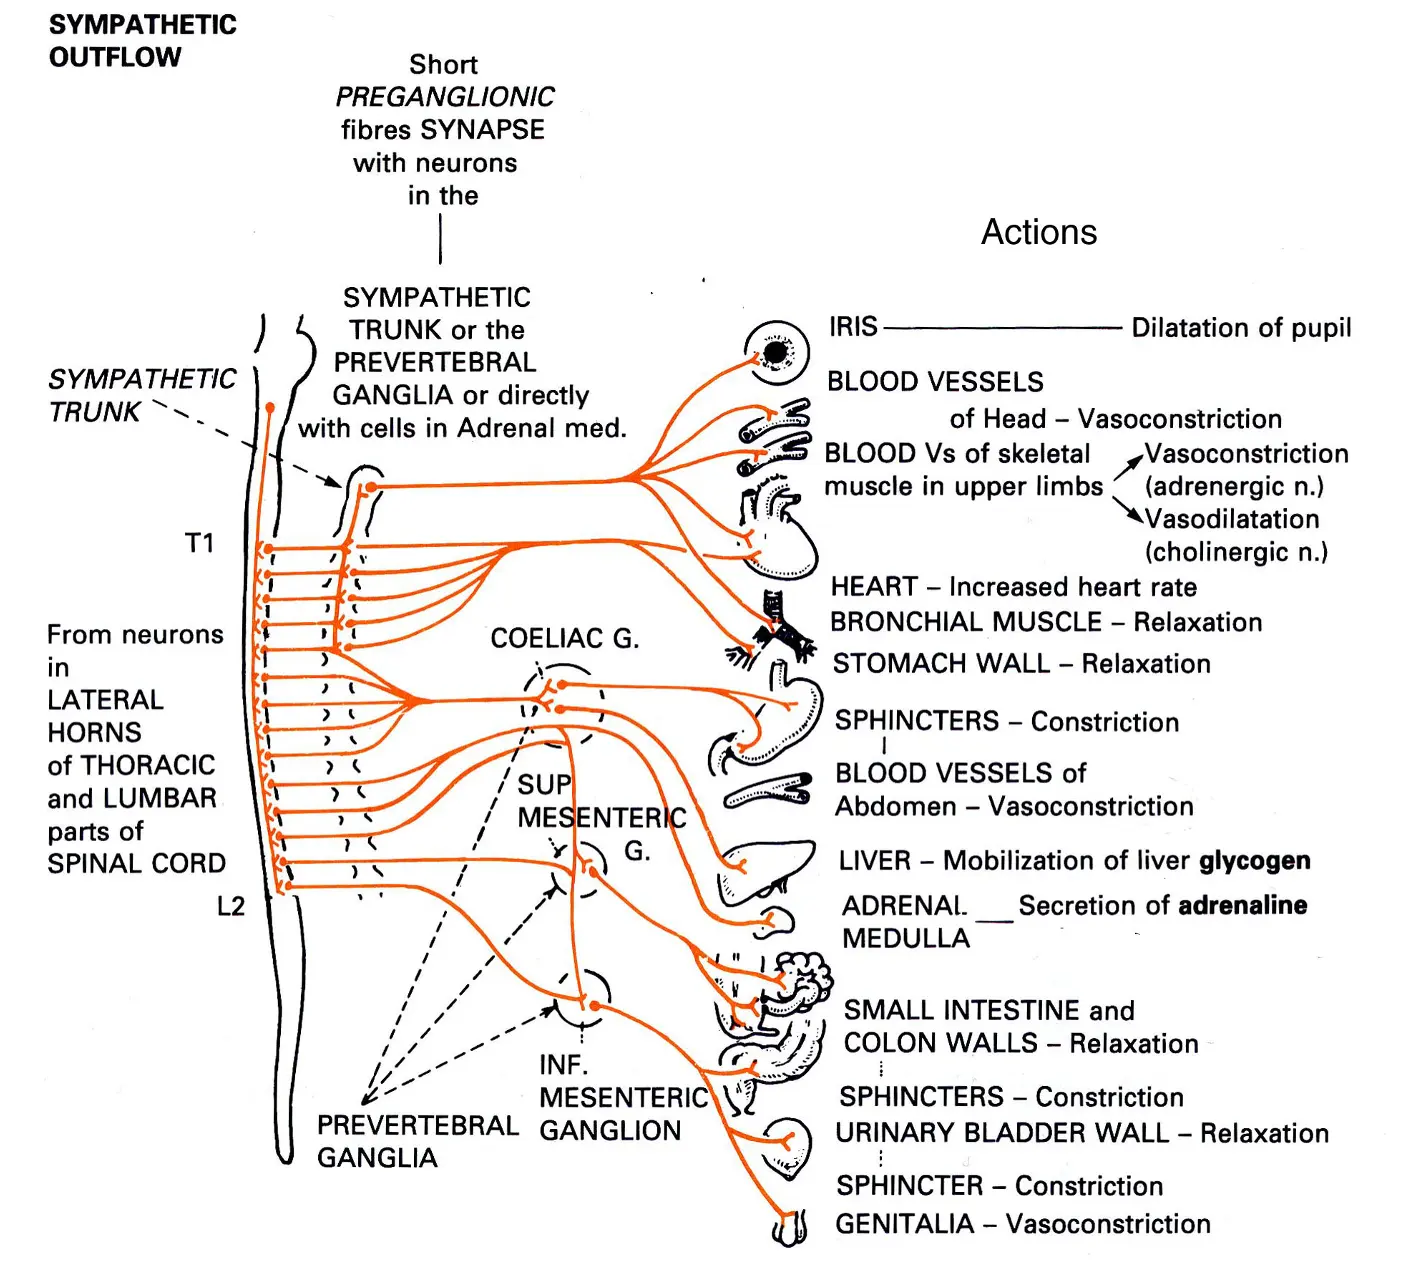 SYMPATHETIC
OUTFLOW
Short
PREGANGLIONIC
fibres SYNAPSE
with neurons
in the
SYMPATHETIC
TRUNK or the
PREVERTEBRAL
GANGLIA or directly
with cells in Adrenal med.
SYMPATHETIC
TRUNK
T1
From neurons
in
LATERAL
HORNS
of THORACIC
and LUMBAR
parts of
SPINAL CORD
L2
COELIAC G.
SUP
MESENTERIC
G.
INF.
MESENTERIC
GANGLION
PREVERTEBRAL
GANGLIA
Actions
IRIS — Dilatation of pupil
BLOOD VESSELS
of Head – Vasoconstriction
BLOOD Vs of skeletal
muscle in upper limbs
Vasoconstriction
(adrenergic n.)
Vasodilatation
(cholinergic n.)
HEART – Increased heart rate
BRONCHIAL MUSCLE – Relaxation
STOMACH WALL – Relaxation
SPHINCTERS – Constriction
BLOOD VESSELS of
Abdomen – Vasoconstriction
LIVER – Mobilization of liver glycogen
ADRENAL __ Secretion of adrenaline
MEDULLA
SMALL INTESTINE and
COLON WALLS – Relaxation
SPHINCTERS – Constriction
URINARY BLADDER WALL – Relaxation
SPHINCTER – Constriction
GENITALIA – Vasoconstriction